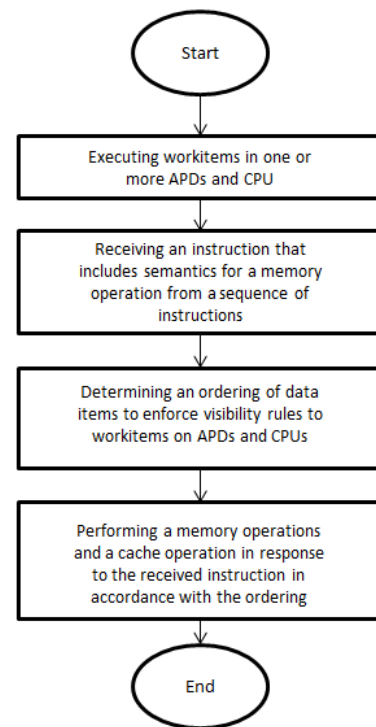 Start
Executing workitems in one or
more APDs and CPU
Receiving an instruction that
includes semantics for a memory
operation from a sequence of
instructions
Determining an ordering of data
items to enforce visibility rules to
workitems on APDs and CPUs
Performing a memory operations
and a cache operation in response
to the received instruction in
accordance with the ordering
End